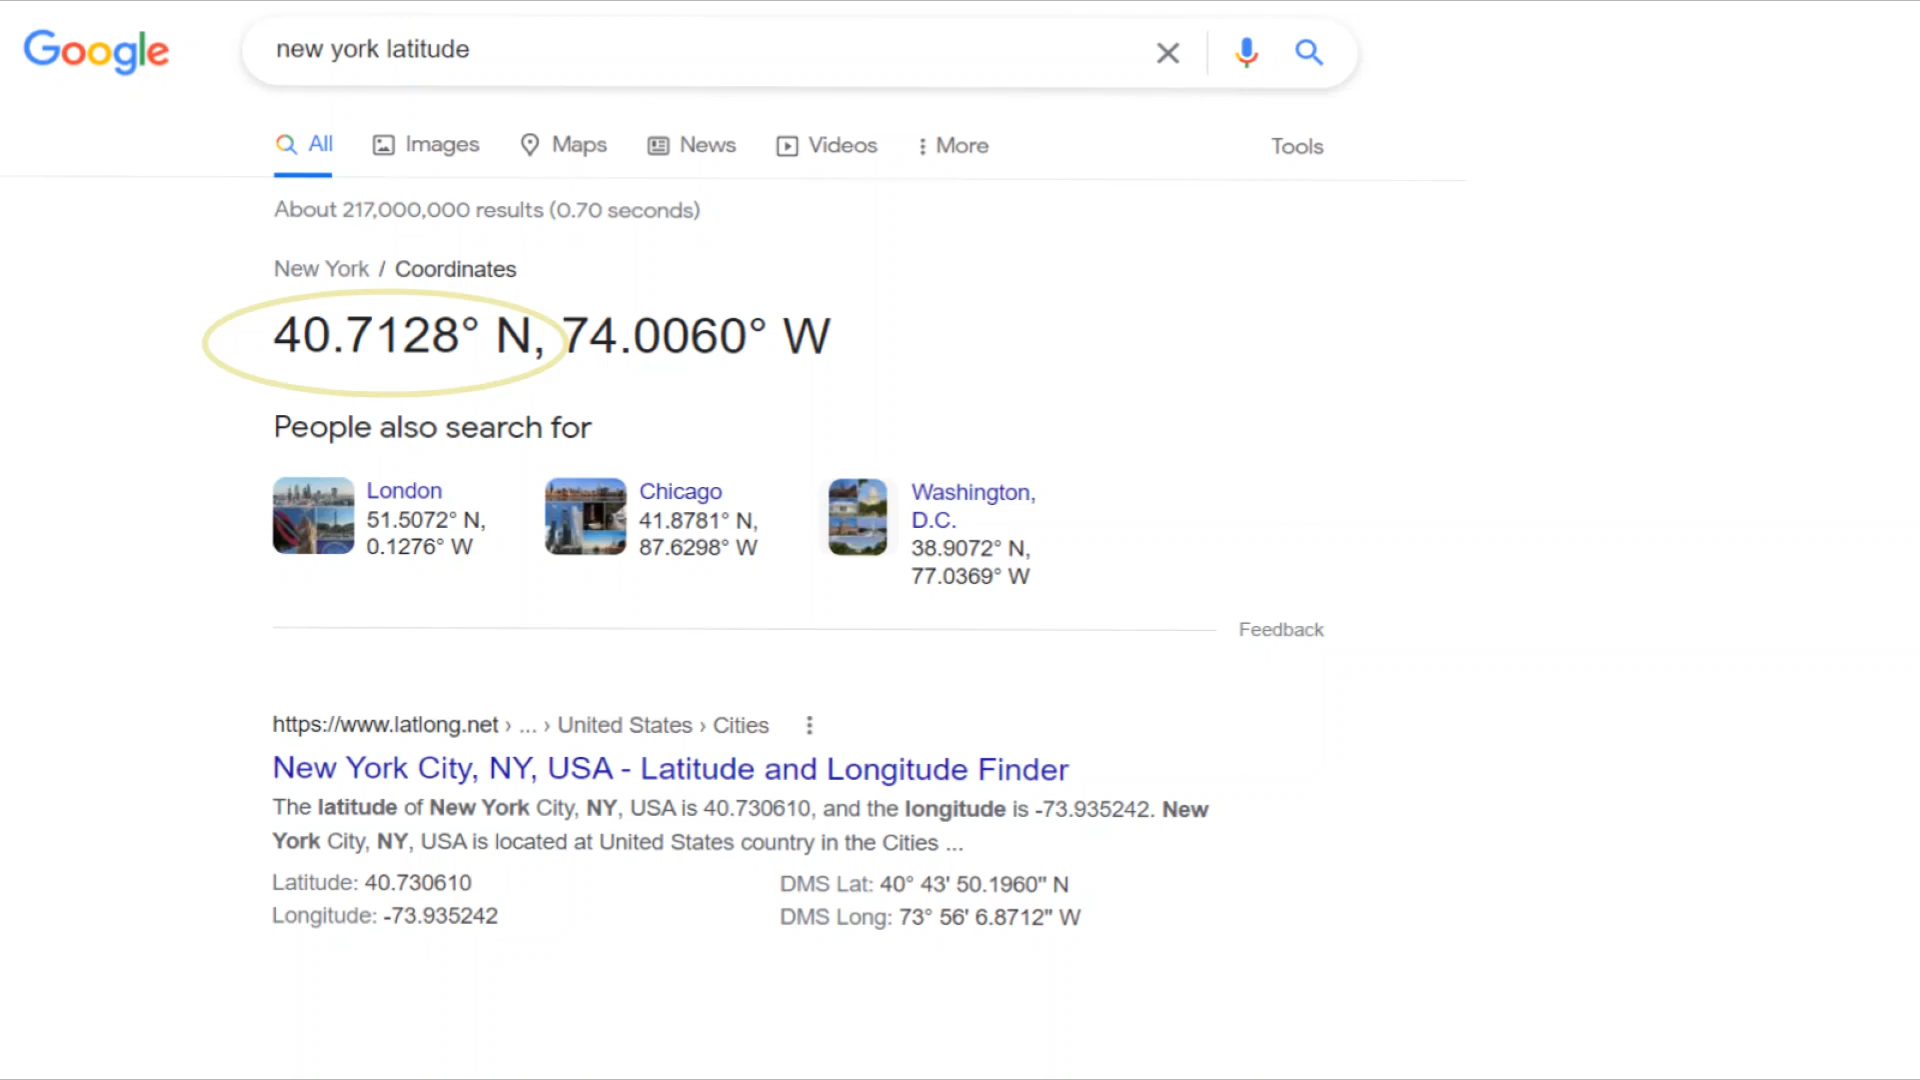 Google
new york latitude
All Images Maps News Videos More Tools
About 217,000,000 results (0.70 seconds)
New York / Coordinates
40.7128° N, 74.0060° W
People also search for
London
51.5072° N,
0.1276° W
Chicago
41.8781° N,
87.6298° W
Washington,
D.C.
38.9072° N,
77.0369° W
Feedback
https://www.latlong.net › ... › United States › Cities
New York City, NY, USA - Latitude and Longitude Finder
The latitude of New York City, NY, USA is 40.730610, and the longitude is -73.935242. New
York City, NY, USA is located at United States country in the Cities ...
Latitude: 40.730610 DMS Lat: 40° 43' 50.1960" N
Longitude: -73.935242 DMS Long: 73° 56' 6.8712" W